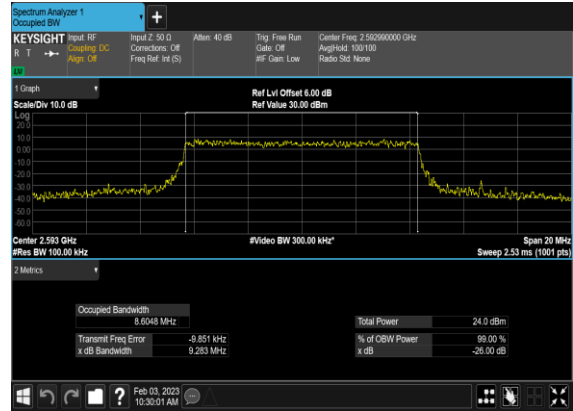 Spectrum Analyzer 1
Occupied BW
KEYSIGHT
R T
LM
Input: RF
Coupling: DC
Align: Off
Input Z: 50 Ω
Corrections: Off
Freq Ref: Int (S)
Atten: 40 dB
Trig: Free Run
Gate: Off
#IF Gain: Low
Center Freq: 2.592990000 GHz
Avg|Hold: 100/100
Radio Std: None
1 Graph
Scale/Div 10.0 dB
Ref Lvl Offset 6.00 dB
Ref Value 30.00 dBm
Log
20.0
10.0
0.00
-10.0
-20.0
-30.0
-40.0
-50.0
-60.0
Center 2.593 GHz
#Res BW 100.00 kHz
#Video BW 300.00 kHz*
Span 20 MHz
Sweep 2.53 ms (1001 pts)
2 Metrics
Occupied Bandwidth
8.6048 MHz
Total Power 24.0 dBm
Transmit Freq Error -9.851 kHz
% of OBW Power 99.00 %
x dB Bandwidth 9.283 MHz
x dB -26.00 dB
?
Feb 03, 2023
10:30:01 AM